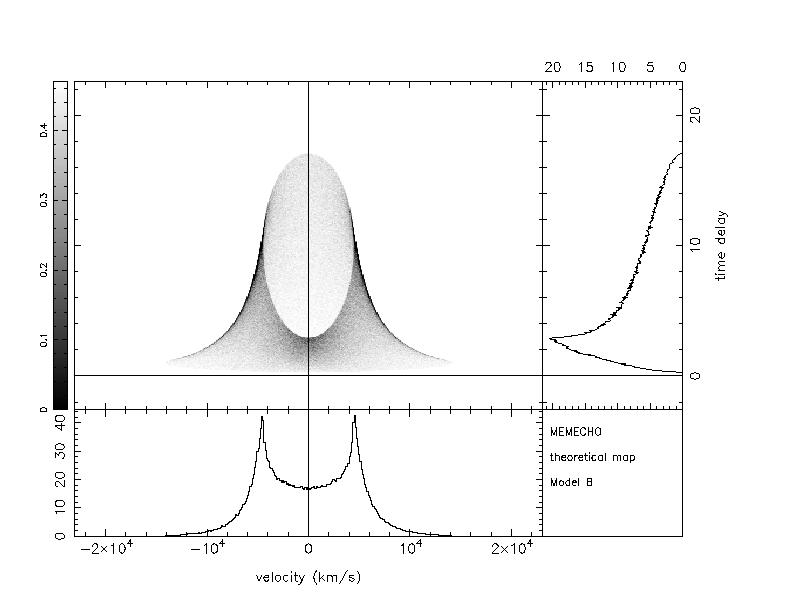 20 15 10 5 0
0 0.1 0.2 0.3 0.4
0 10 20
time delay
0 10 20 30 40
MEMECHO
theoretical map
Model B
−2×10⁴ −10⁴ 0 10⁴ 2×10⁴
velocity (km/s)